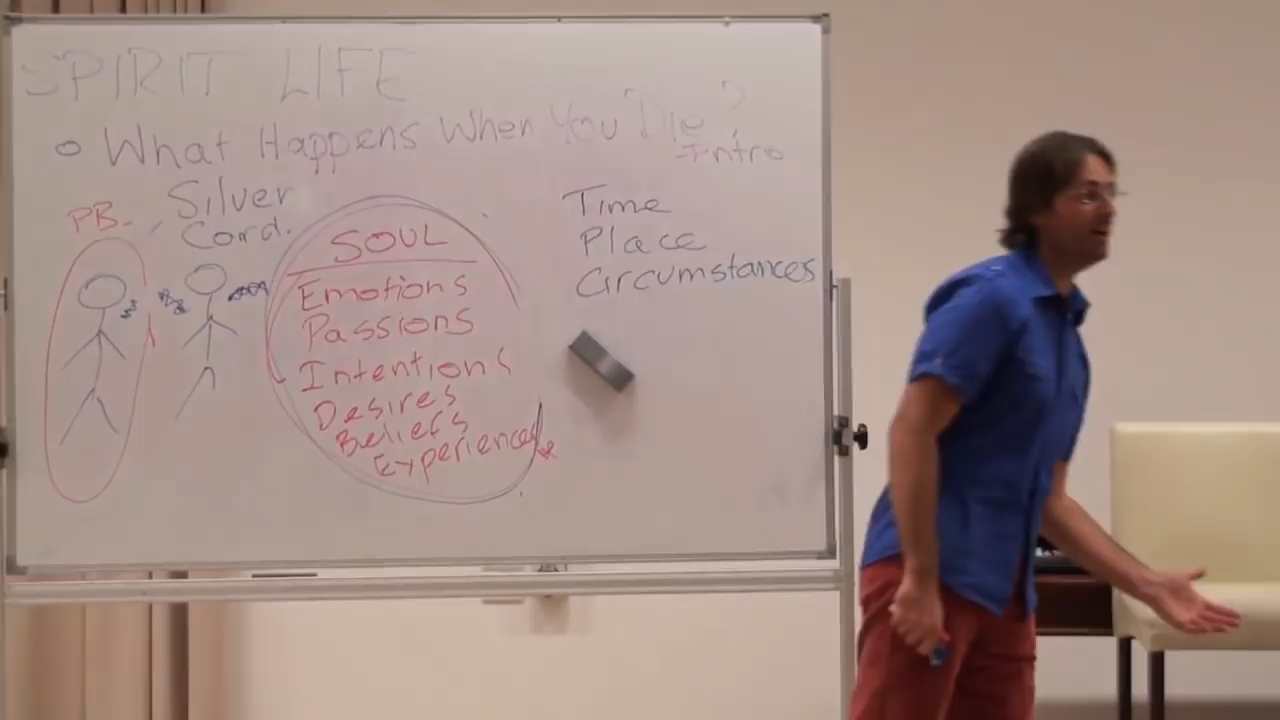 SPIRIT LIFE
o What Happens When You "Die"?
-Intro
PB-
Silver
Cord.
SOUL
Emotions
Passions
Intentions
Desires
Beliefs
Experiences
Time
Place
Circumstances